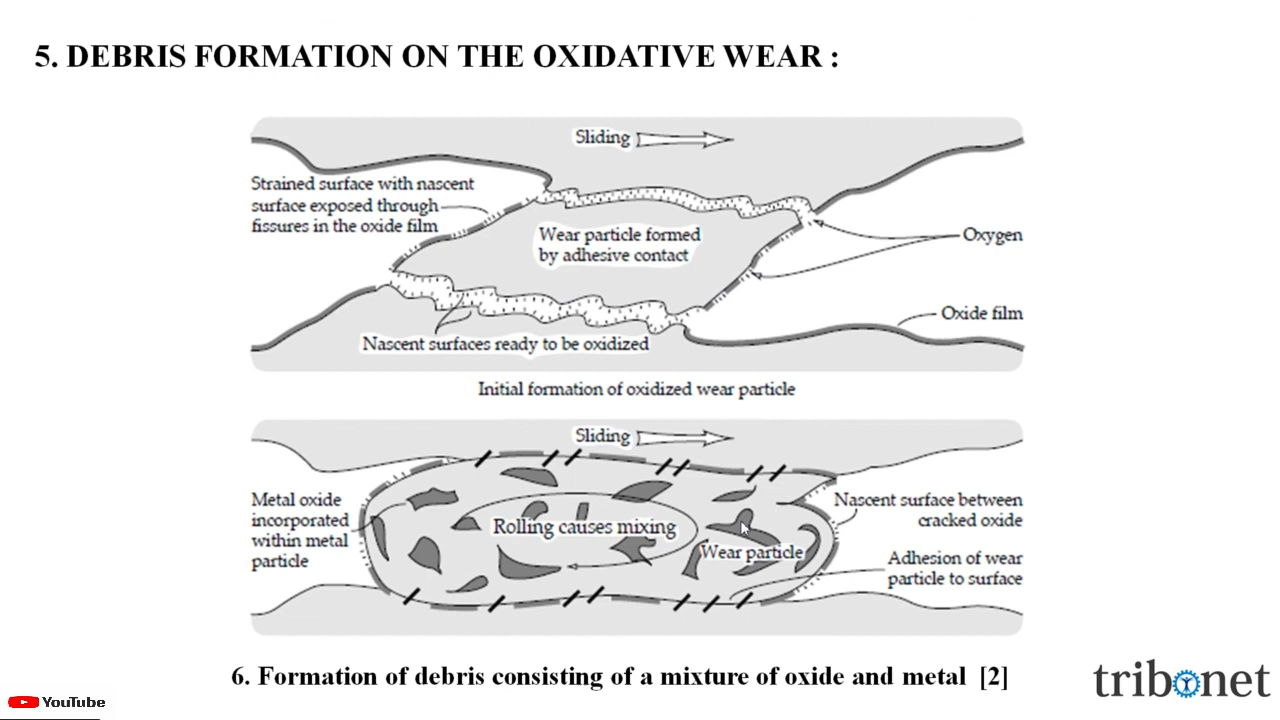 5. DEBRIS FORMATION ON THE OXIDATIVE WEAR :
Sliding
Strained surface with nascent
surface exposed through
fissures in the oxide film
Wear particle formed
by adhesive contact
Oxygen
Oxide film
Nascent surfaces ready to be oxidized
Initial formation of oxidized wear particle
Sliding
Metal oxide
incorporated
within metal
particle
Rolling causes mixing
Wear particle
Nascent surface between
cracked oxide
Adhesion of wear
particle to surface
6. Formation of debris consisting of a mixture of oxide and metal [2]
YouTube
tribonet